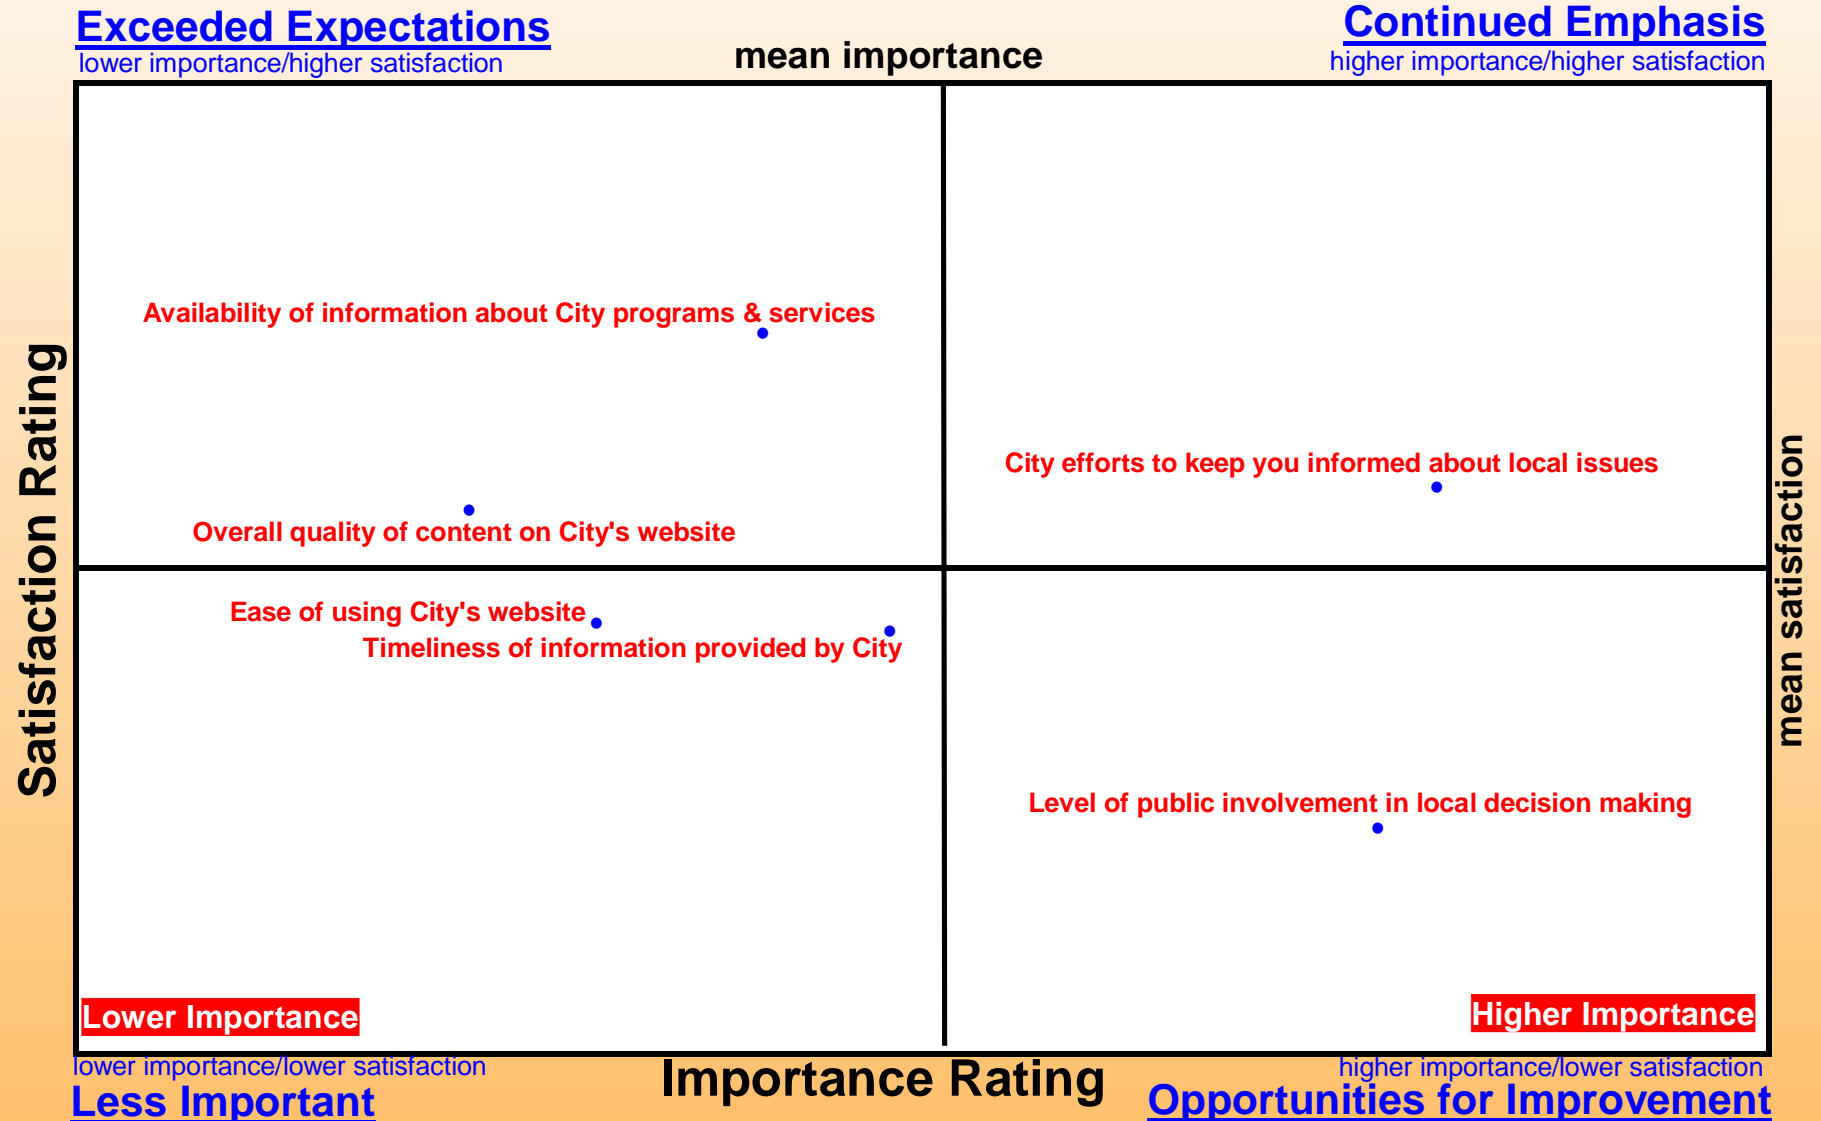 Exceeded Expectations
lower importance/higher satisfaction
mean importance
Continued Emphasis
higher importance/higher satisfaction
Availability of information about City programs & services
City efforts to keep you informed about local issues
Overall quality of content on City's website
Satisfaction Rating
mean satisfaction
Ease of using City's website
Timeliness of information provided by City
Level of public involvement in local decision making
Lower Importance
Higher Importance
lower importance/lower satisfaction
Less Important
Importance Rating
higher importance/lower satisfaction
Opportunities for Improvement